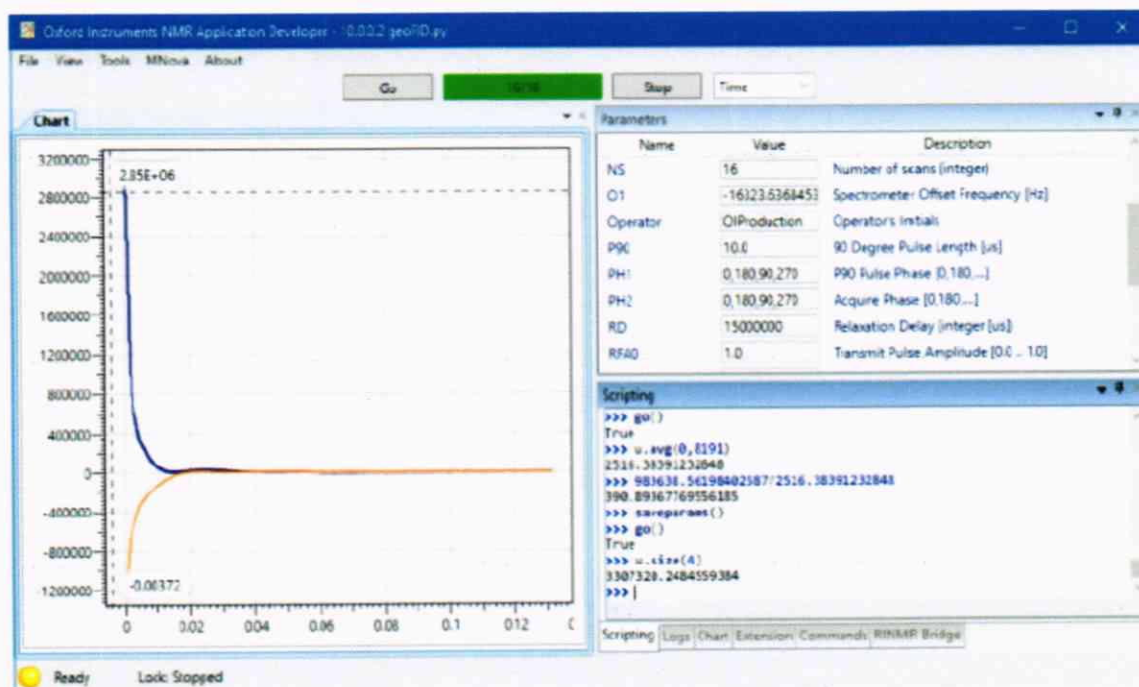 Oxford Instruments NMR Application Developer - 10.0.0.2 geoFID.py
File View Tools MNova About
Go 16/16 Stop Time
Chart
3200000
2.85E+06
2800000
2400000
2000000
1600000
1200000
800000
400000
0
-400000
-800000
-1200000
-0.00372
0 0.02 0.04 0.06 0.08 0.1 0.12
Parameters
Name Value Description
NS 16 Number of scans (integer)
O1 Spectrometer Offset Frequency [Hz]
Operator OIProduction Operators Initials
P90 10.0 90 Degree Pulse Length [us]
PH1 0,180,90,270 P90 Pulse Phase [0,180,...]
PH2 0,180,90,270 Acquire Phase [0,180,...]
RD 15000000 Relaxation Delay (integer [us])
RFA0 1.0 Transmit Pulse Amplitude [0.0 .. 1.0]
Scripting
>>> go()
True
>>> u.avg(0,8191)
2516.38391232848
>>> 983638.56198402587/2516.38391232848
390.89367769556185
>>> saveparams()
>>> go()
True
>>> u.size(4)
3307320.2484559384
>>>
Scripting Logs Chart Extension Commands RINMR Bridge
Ready Lock: Stopped